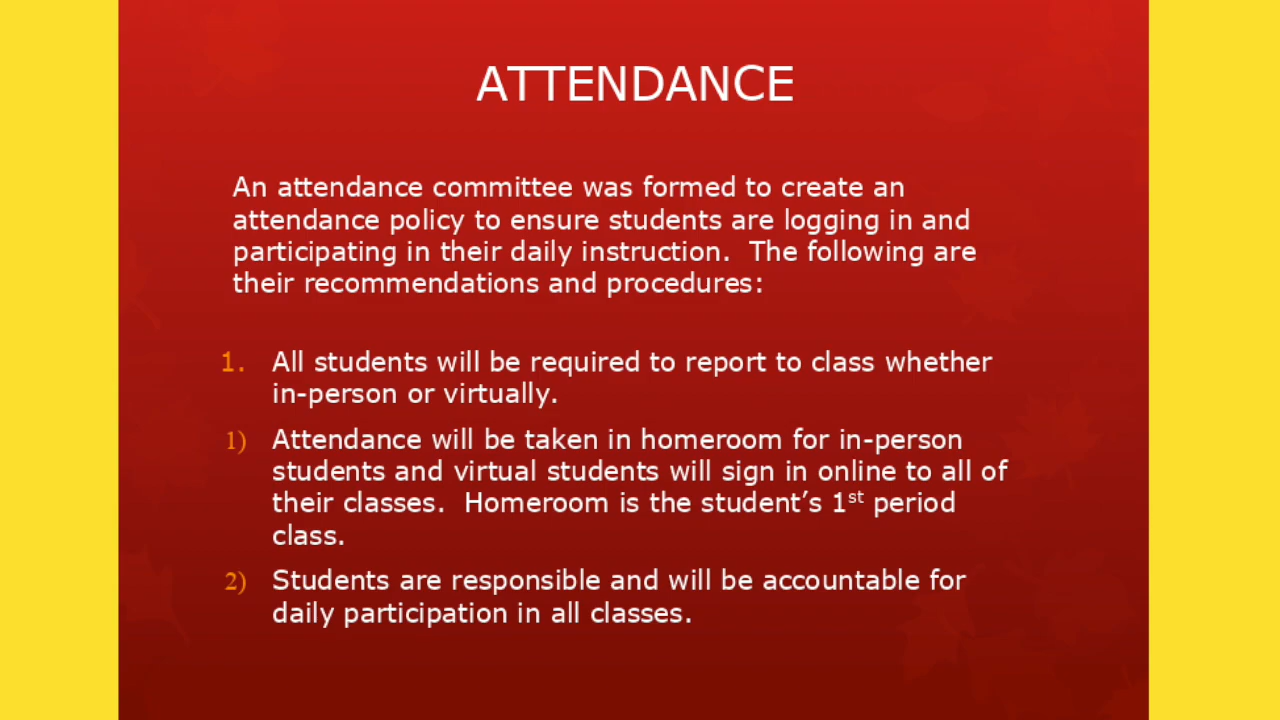 ATTENDANCE
An attendance committee was formed to create an
attendance policy to ensure students are logging in and
participating in their daily instruction.  The following are
their recommendations and procedures:
1. All students will be required to report to class whether
in-person or virtually.
1) Attendance will be taken in homeroom for in-person
students and virtual students will sign in online to all of
their classes.  Homeroom is the student’s 1st period
class.
2) Students are responsible and will be accountable for
daily participation in all classes.